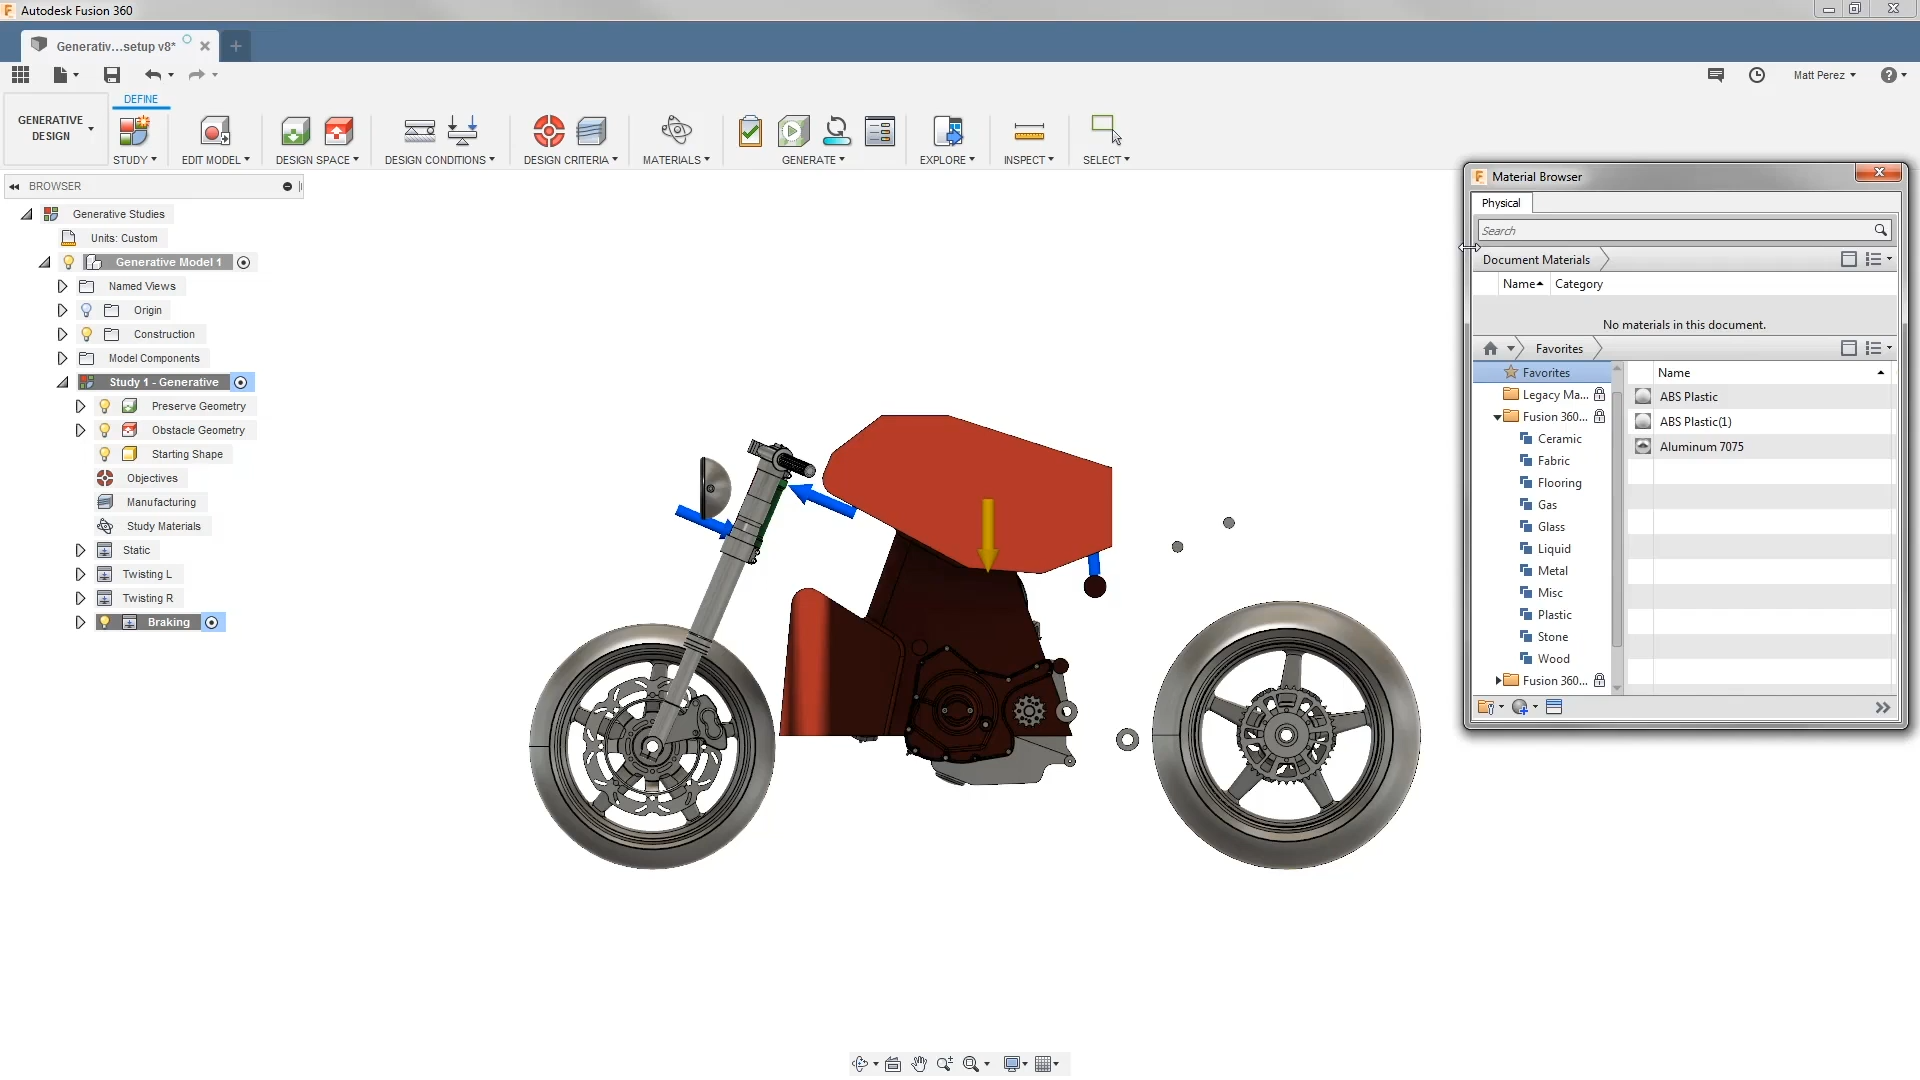 Autodesk Fusion 360
Generativ...setup v8*
Matt Perez
DEFINE
GENERATIVE
DESIGN
STUDY
EDIT MODEL
DESIGN SPACE
DESIGN CONDITIONS
DESIGN CRITERIA
MATERIALS
GENERATE
EXPLORE
INSPECT
SELECT
BROWSER
Generative Studies
Units: Custom
Generative Model 1
Named Views
Origin
Construction
Model Components
Study 1 - Generative
Preserve Geometry
Obstacle Geometry
Starting Shape
Objectives
Manufacturing
Study Materials
Static
Twisting L
Twisting R
Braking
Material Browser
Physical
Search
Document Materials
Name Category
No materials in this document.
Favorites
Favorites
Legacy Ma...
Fusion 360...
Ceramic
Fabric
Flooring
Gas
Glass
Liquid
Metal
Misc
Plastic
Stone
Wood
Fusion 360...
Name
ABS Plastic
ABS Plastic(1)
Aluminum 7075